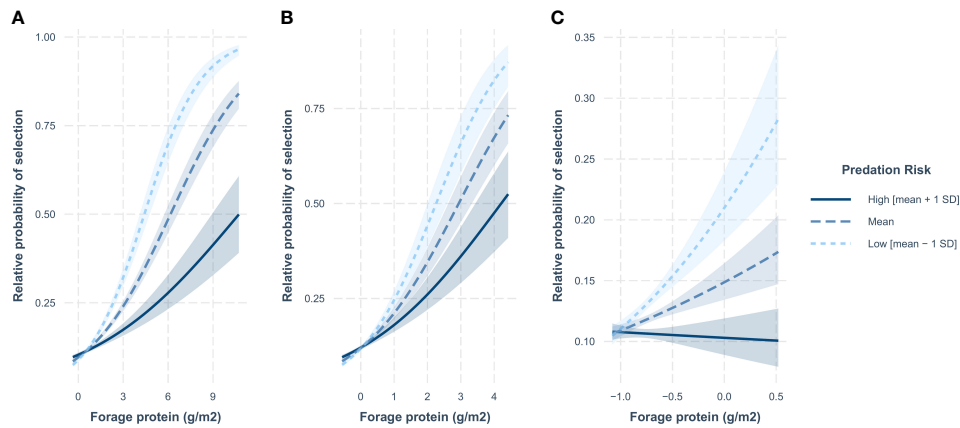 A
B
C
Relative probability of selection
1.00
0.75
0.50
0.25
0
3
6
9
Forage protein (g/m2)
Relative probability of selection
0.75
0.50
0.25
0
1
2
3
4
Forage protein (g/m2)
Relative probability of selection
0.35
0.30
0.25
0.20
0.15
0.10
−1.0
−0.5
0.0
0.5
Forage protein (g/m2)
Predation Risk
High [mean + 1 SD]
Mean
Low [mean − 1 SD]